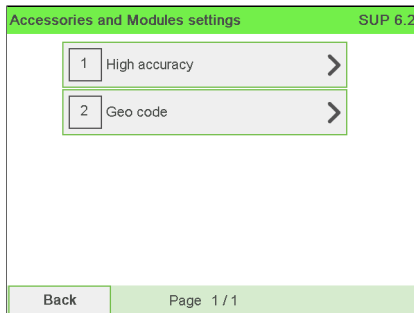 Accessories and Modules settings SUP 6.2
1 High accuracy
2 Geo code
Back Page 1 / 1